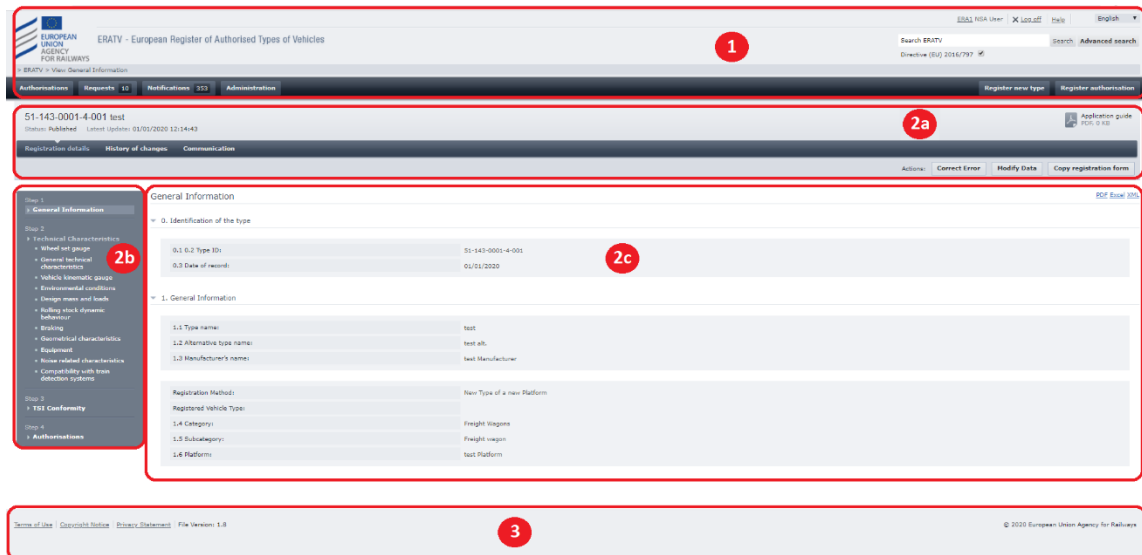 ERA1 NSA User | X Log off Help English
EUROPEAN
UNION
AGENCY
FOR RAILWAYS
ERATV - European Register of Authorised Types of Vehicles
1
Search ERATV Search Advanced search
Directive (EU) 2016/797
> ERATV > View General Information
Authorisations Requests 10 Notifications 353 Administration Register new type Register authorisation
51-143-0001-4-001 test
Status: Published Latest Update: 01/01/2020 12:14:43
2a
Application guide
PDF, 0 KB
Registration details History of changes Communication
Actions: Correct Error Modify Data Copy registration form
Step 1
General Information
Step 2
Technical Characteristics
Wheel set gauge
General technical
characteristics
Vehicle kinematic gauge
Environmental conditions
Design mass and loads
Rolling stock dynamic
behaviour
Braking
Geometrical characteristics
Equipment
Noise related characteristics
Compatibility with train
detection systems
Step 3
TSI Conformity
Step 4
Authorisations
2b
General Information PDF Excel XML
0. Identification of the type
0.1 0.2 Type ID: 51-143-0001-4-001
0.3 Date of record: 01/01/2020
2c
1. General Information
1.1 Type name: test
1.2 Alternative type name: test alt.
1.3 Manufacturer's name: test Manufacturer
Registration Method: New Type of a new Platform
Registered Vehicle Type:
1.4 Category: Freight Wagons
1.5 Subcategory: Freight wagon
1.6 Platform: test Platform
Terms of Use | Copyright Notice | Privacy Statement | File Version: 1.8
3
© 2020 European Union Agency for Railways